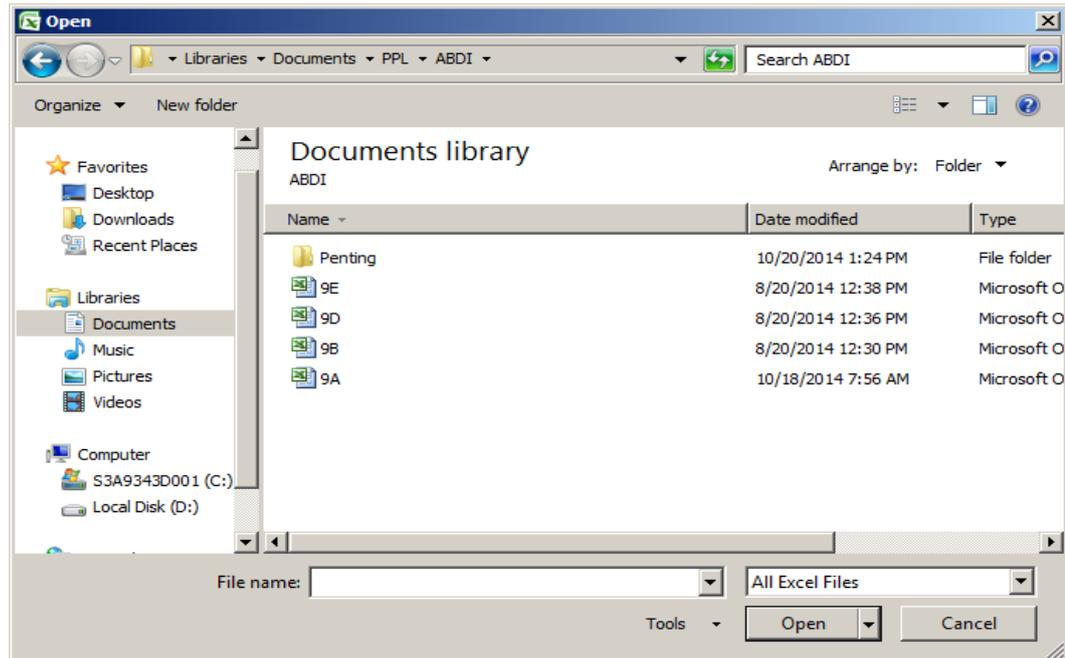 Open
Libraries Documents PPL ABDI Search ABDI
Organize New folder
Favorites
Desktop
Downloads
Recent Places
Libraries
Documents
Music
Pictures
Videos
Computer
S3A9343D001 (C:)
Local Disk (D:)
Documents library
ABDI
Arrange by: Folder
Name Date modified Type
Penting 10/20/2014 1:24 PM File folder
9E 8/20/2014 12:38 PM Microsoft O
9D 8/20/2014 12:36 PM Microsoft O
9B 8/20/2014 12:30 PM Microsoft O
9A 10/18/2014 7:56 AM Microsoft O
File name: All Excel Files
Tools Open Cancel